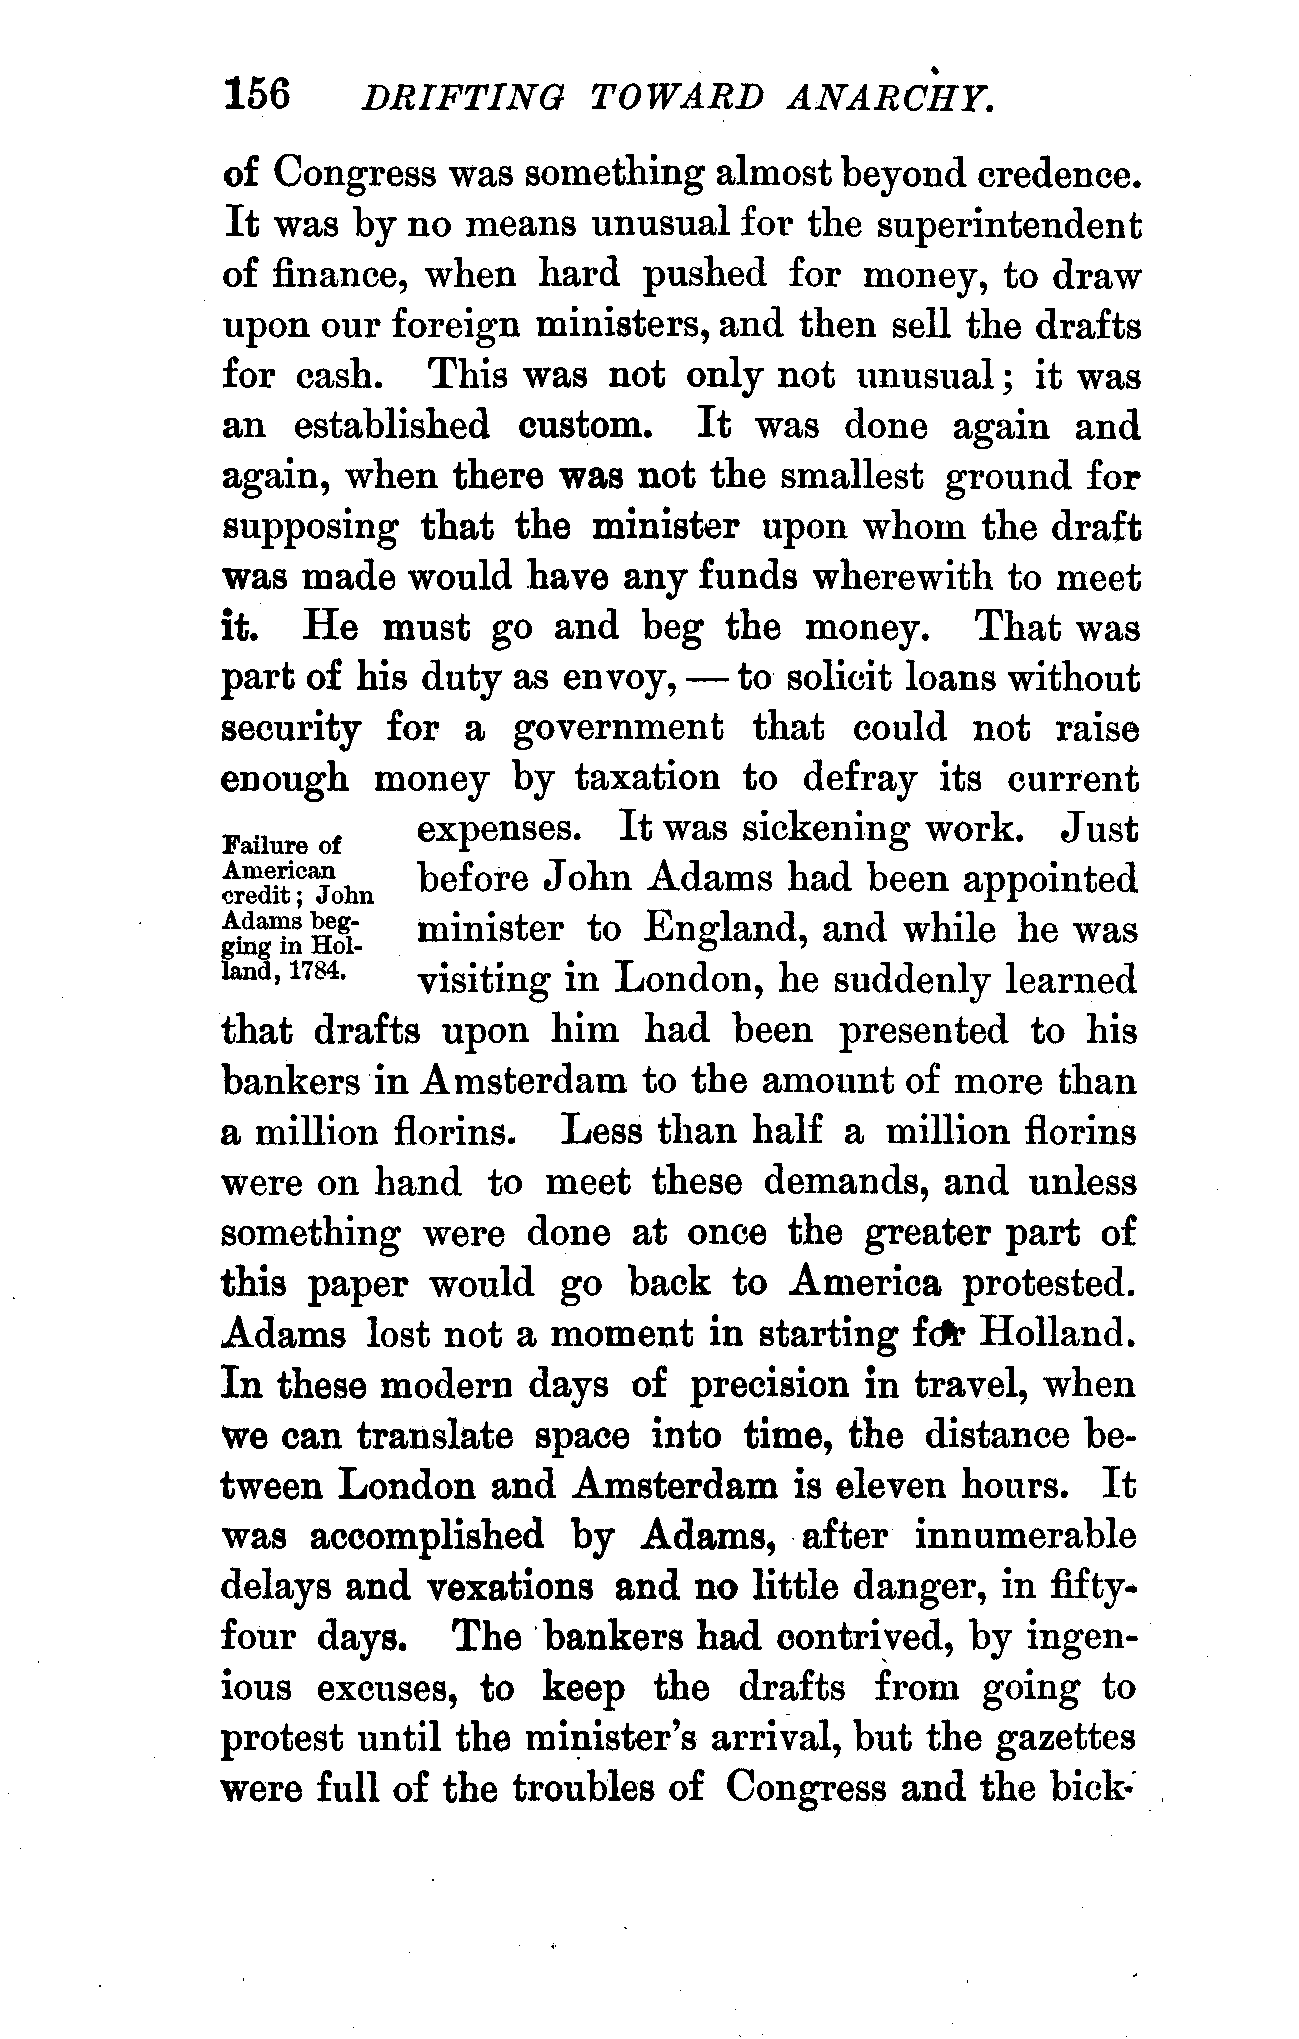 156 DRIFTING TOWARD ANARCHY.
of Congress was something almost beyond credence.
It was by no means unusual for the superintendent
of finance, when hard pushed for money, to draw
upon our foreign ministers, and then sell the drafts
for cash. This was not only not unusual; it was
an established custom. It was done again and
again, when there was not the smallest ground for
supposing that the minister upon whom the draft
was made would have any funds wherewith to meet
it. He must go and beg the money. That was
part of his duty as envoy, — to solicit loans without
security for a government that could not raise
enough money by taxation to defray its current
Failure of
American
credit; John
Adams beg-
ging in Hol-
land, 1784.
expenses. It was sickening work. Just
before John Adams had been appointed
minister to England, and while he was
visiting in London, he suddenly learned
that drafts upon him had been presented to his
bankers in Amsterdam to the amount of more than
a million florins. Less than half a million florins
were on hand to meet these demands, and unless
something were done at once the greater part of
this paper would go back to America protested.
Adams lost not a moment in starting for Holland.
In these modern days of precision in travel, when
we can translate space into time, the distance be-
tween London and Amsterdam is eleven hours. It
was accomplished by Adams, after innumerable
delays and vexations and no little danger, in fifty-
four days. The bankers had contrived, by ingen-
ious excuses, to keep the drafts from going to
protest until the minister's arrival, but the gazettes
were full of the troubles of Congress and the bick-